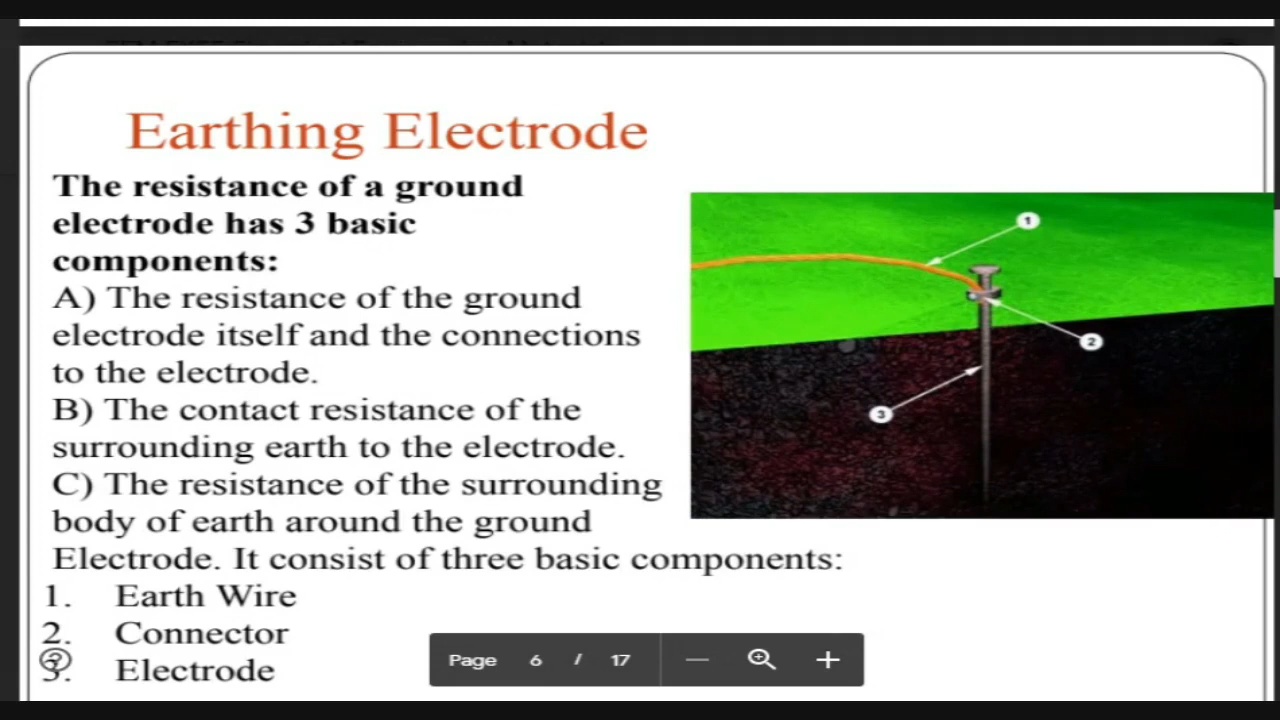 Earthing Electrode
The resistance of a ground
electrode has 3 basic
components:
A) The resistance of the ground
electrode itself and the connections
to the electrode.
B) The contact resistance of the
surrounding earth to the electrode.
C) The resistance of the surrounding
body of earth around the ground
Electrode. It consist of three basic components:
1. Earth Wire
2. Connector
3. Electrode
1
2
3
Page 6 / 17